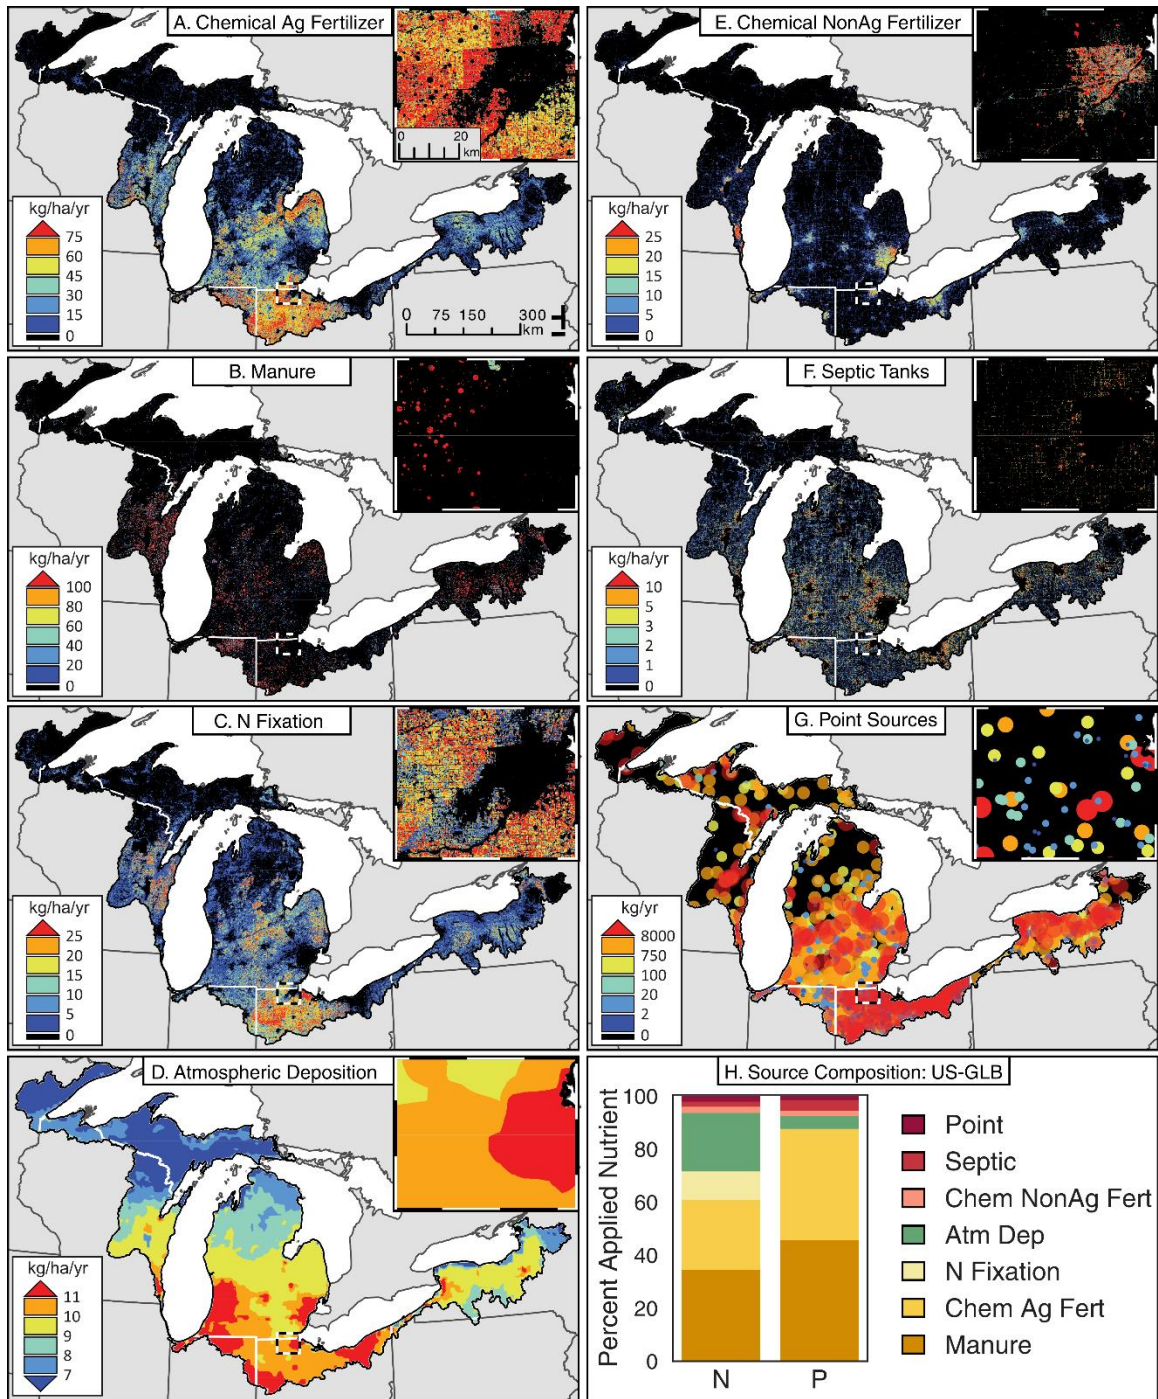 A. Chemical Ag Fertilizer
0 20
km
kg/ha/yr
75
60
45
30
15
0
0 75 150 300
km
E. Chemical NonAg Fertilizer
kg/ha/yr
25
20
15
10
5
0
B. Manure
kg/ha/yr
100
80
60
40
20
0
F. Septic Tanks
kg/ha/yr
10
5
3
2
1
0
C. N Fixation
kg/ha/yr
25
20
15
10
5
0
G. Point Sources
kg/yr
8000
750
100
20
2
0
D. Atmospheric Deposition
kg/ha/yr
11
10
9
8
7
H. Source Composition: US-GLB
Percent Applied Nutrient
100
80
60
40
20
0
N P
Point
Septic
Chem NonAg Fert
Atm Dep
N Fixation
Chem Ag Fert
Manure